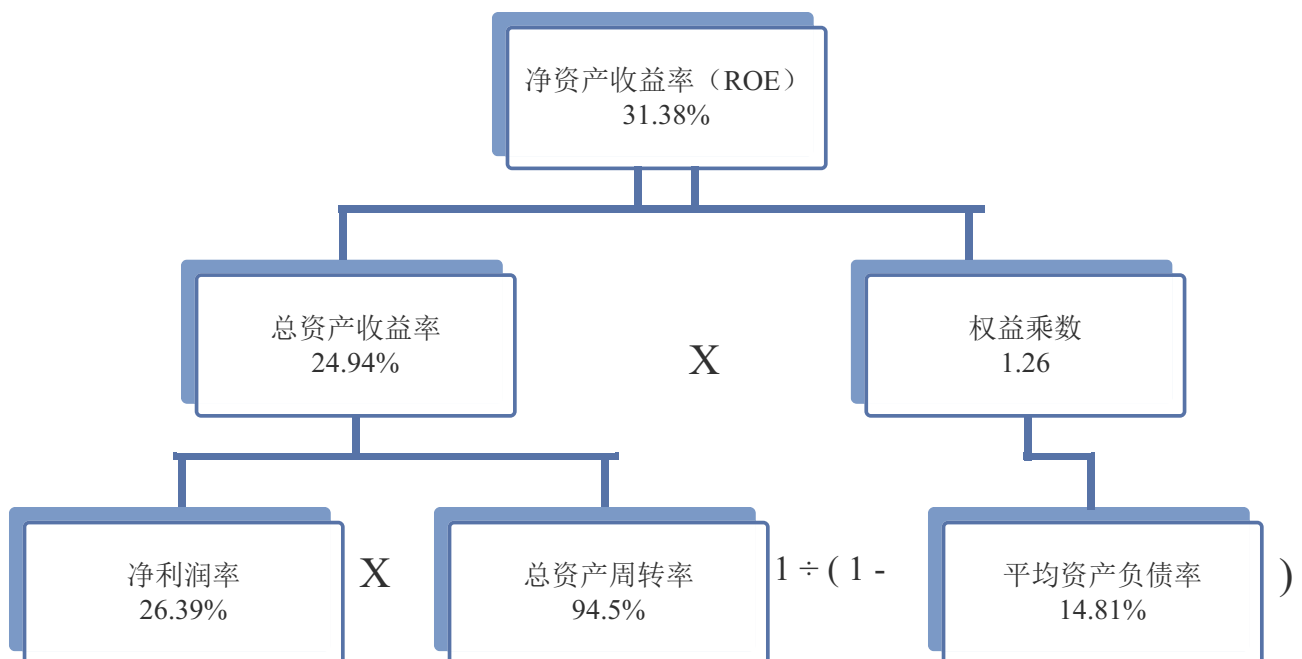 净资产收益率（ROE）
31.38%
总资产收益率
24.94%
X
权益乘数
1.26
净利润率
26.39%
X
总资产周转率
94.5%
1 ÷ ( 1 -
平均资产负债率
14.81%
)